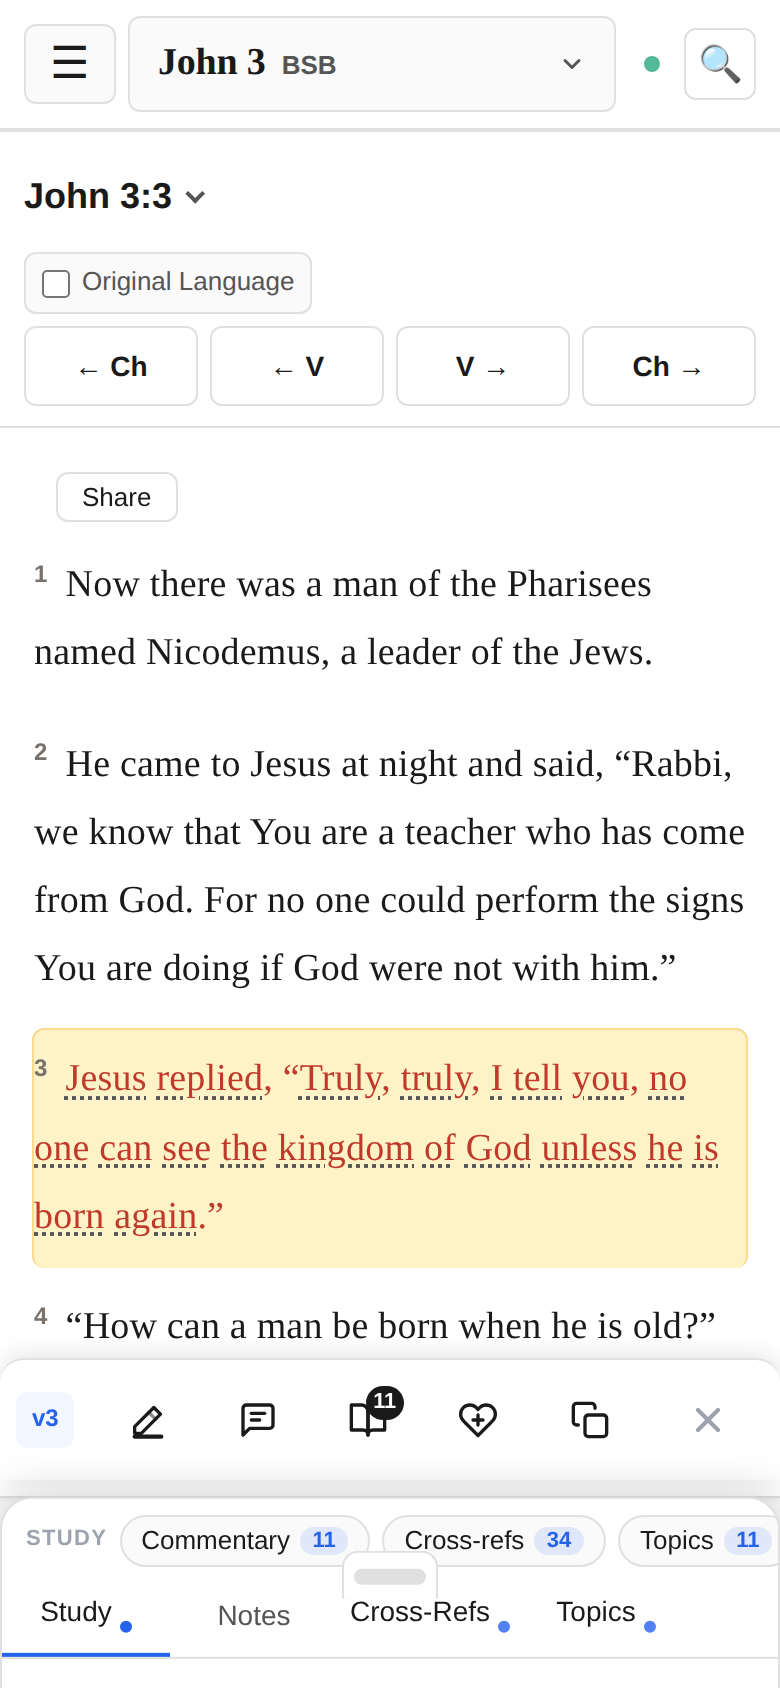 ☰ John 3 BSB
John 3:3
Original Language
← Ch ← V V → Ch →
Share
1 Now there was a man of the Pharisees
named Nicodemus, a leader of the Jews.
2 He came to Jesus at night and said, “Rabbi,
we know that You are a teacher who has come
from God. For no one could perform the signs
You are doing if God were not with him.”
3 Jesus replied, “Truly, truly, I tell you, no
one can see the kingdom of God unless he is
born again.”
4 “How can a man be born when he is old?”
v3 11
STUDY Commentary 11 Cross-refs 34 Topics 11
Study Notes Cross-Refs Topics